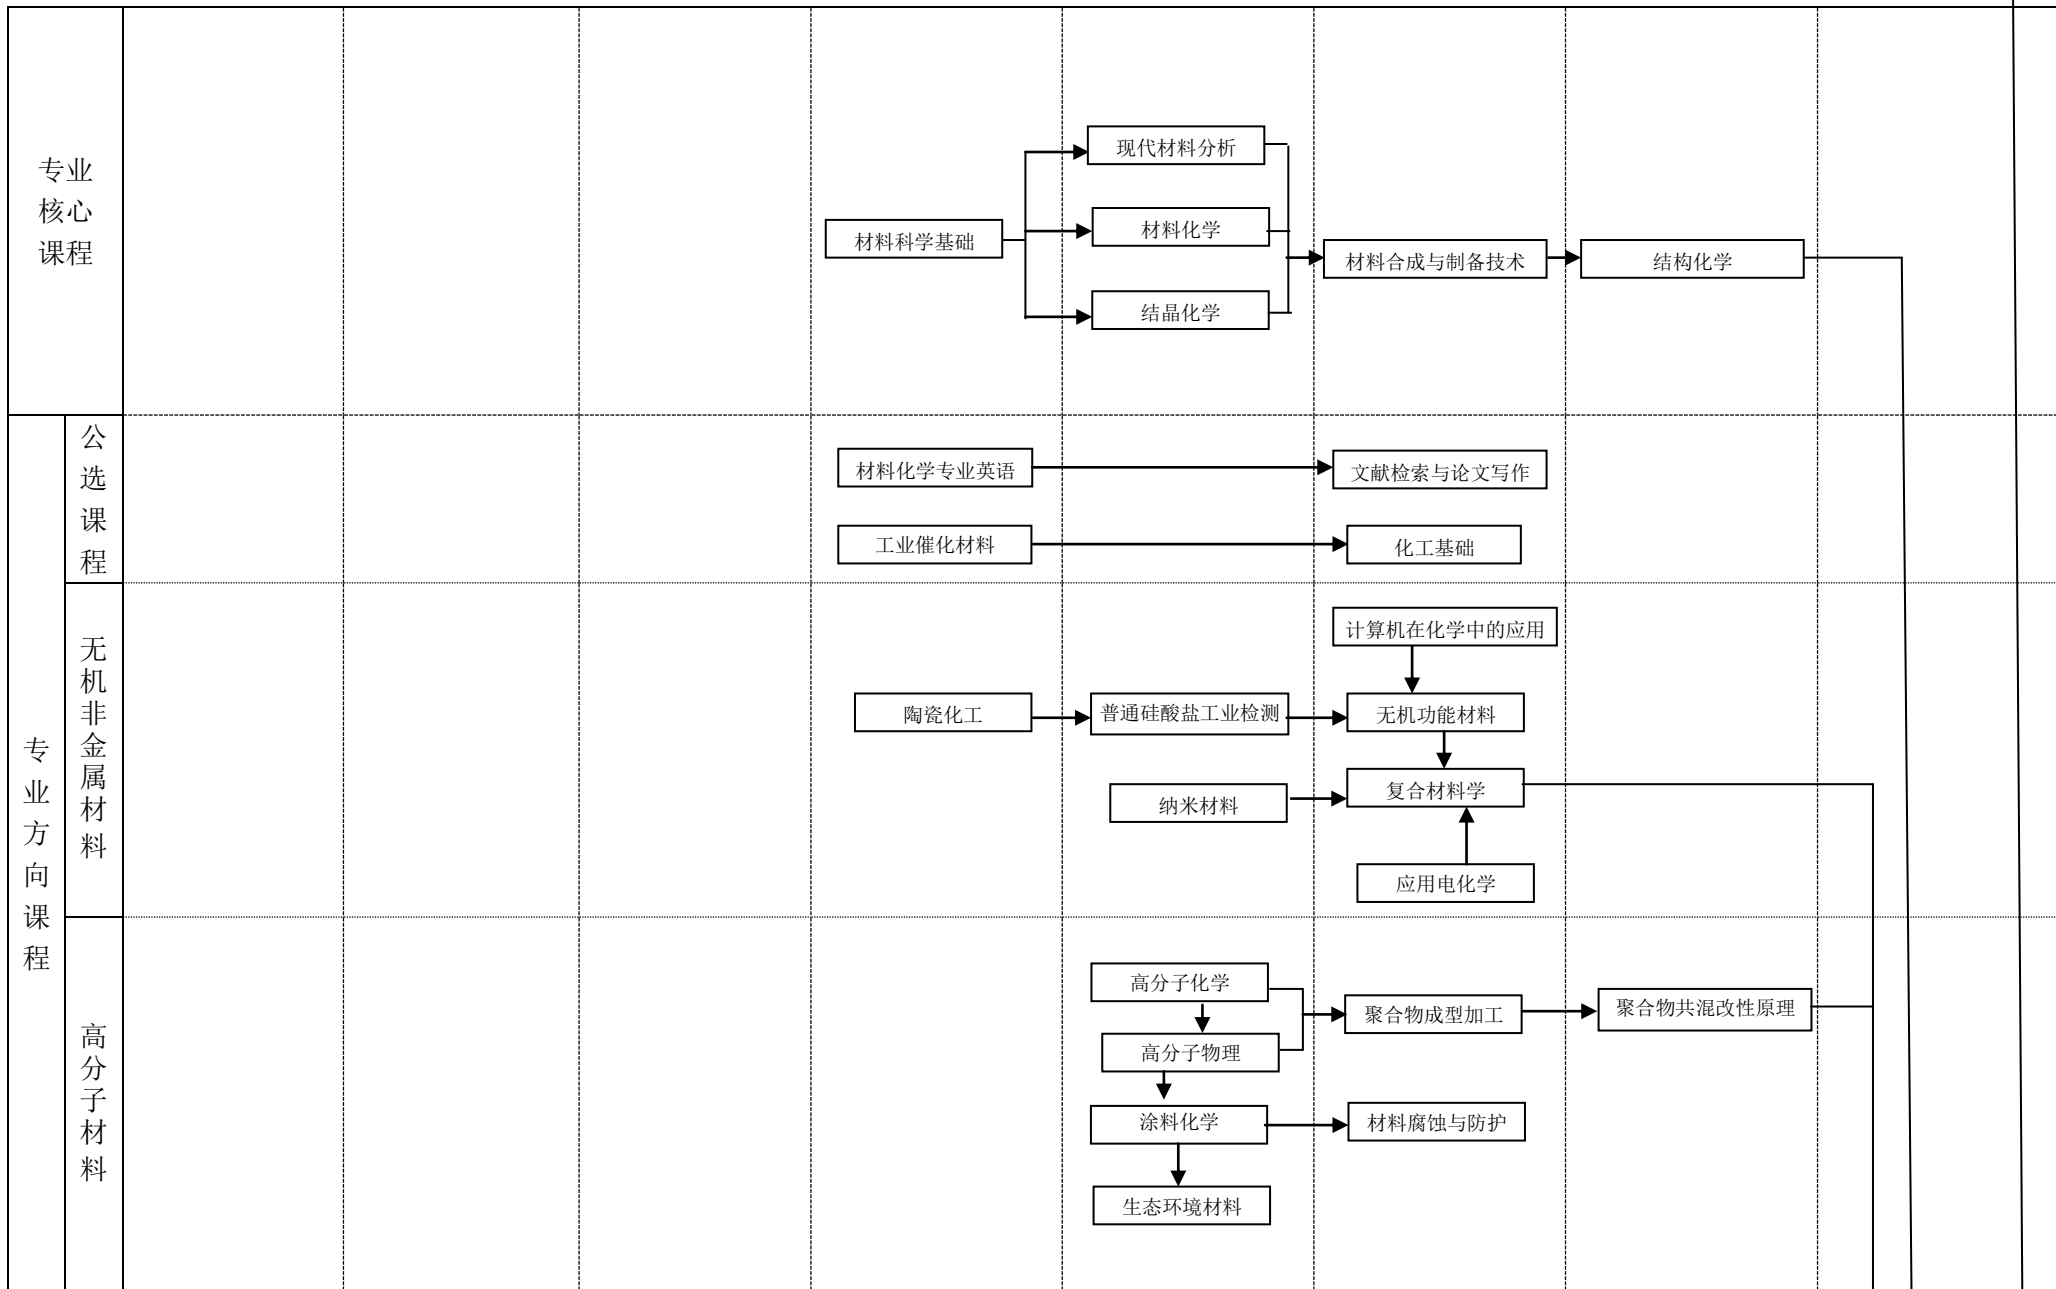 专业
核心
课程
现代材料分析
材料科学基础
材料化学
结晶化学
材料合成与制备技术
结构化学
专业方向课程
公选课程
材料化学专业英语
文献检索与论文写作
工业催化材料
化工基础
无机非金属材料
计算机在化学中的应用
陶瓷化工
普通硅酸盐工业检测
无机功能材料
纳米材料
复合材料学
应用电化学
高分子材料
高分子化学
高分子物理
聚合物成型加工
聚合物共混改性原理
涂料化学
材料腐蚀与防护
生态环境材料